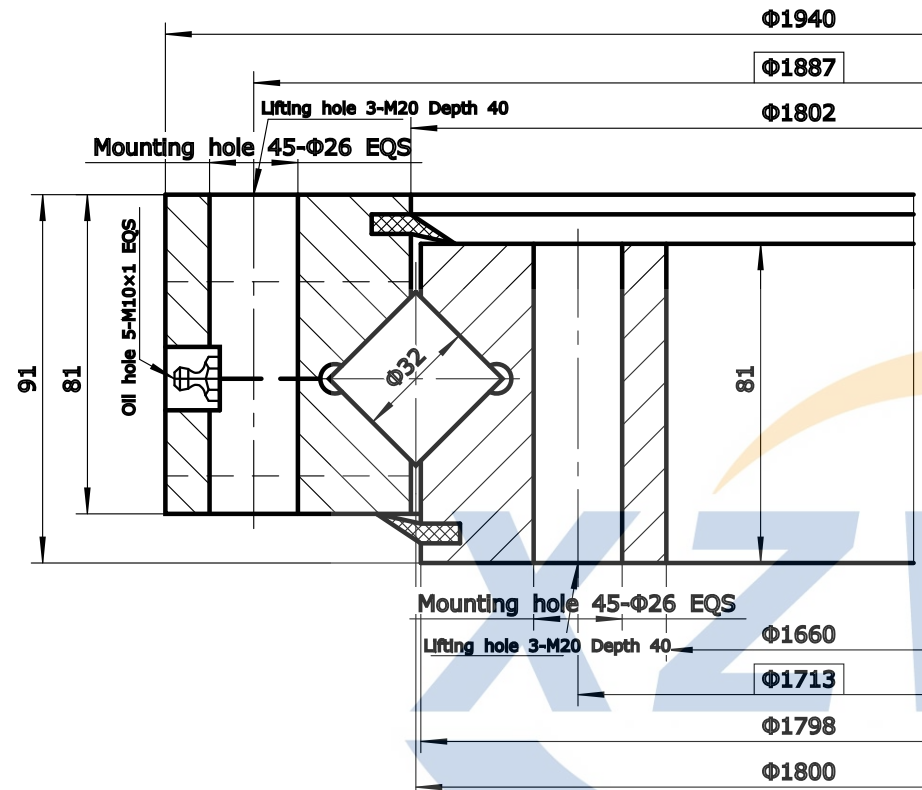 Φ1940
Φ1887
Lifting hole 3-M20 Depth 40
Φ1802
Mounting hole 45-Φ26 EQS
Oil hole 5-M10×1 EQS
91
81
Φ32
81
Mounting hole 45-Φ26 EQS
Lifting hole 3-M20 Depth 40
Φ1660
Φ1713
Φ1798
Φ1800
XZ